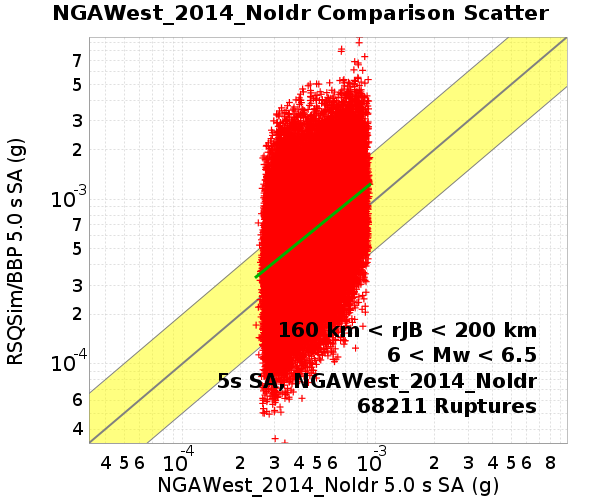 NGAWest_2014_NoIdr Comparison Scatter
RSQSim/BBP 5.0 s SA (g)
7
5
3
2
10-3
7
5
3
2
10-4
6
4
160 km < rJB < 200 km
6 < Mw < 6.5
5s SA, NGAWest_2014_NoIdr
68211 Ruptures
4 5 6 10-4 2 3 4 5 6 10-3 2 3 4 5 6 8
NGAWest_2014_NoIdr 5.0 s SA (g)